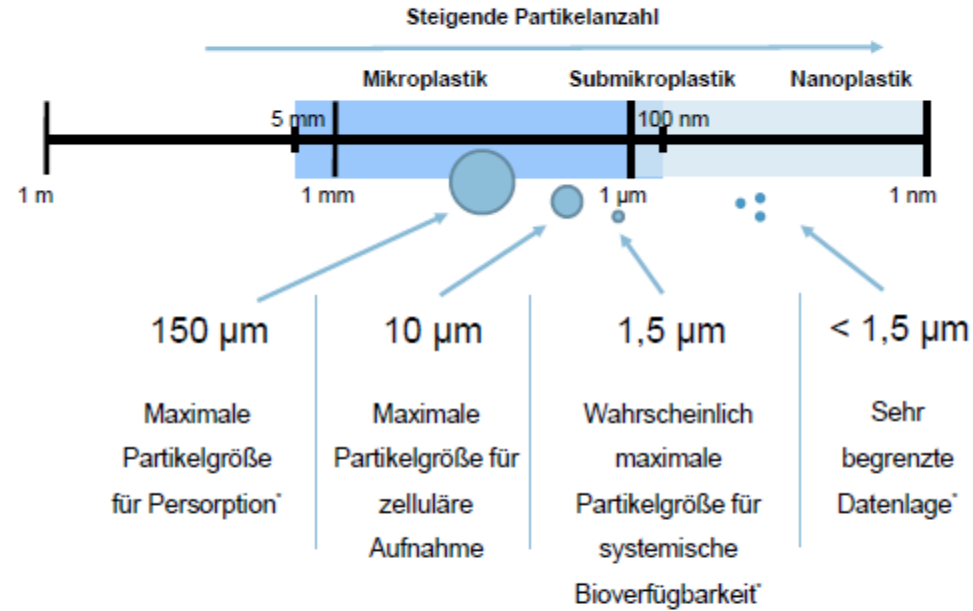 Steigende Partikelanzahl
Mikroplastik Submikroplastik Nanoplastik
5 mm 100 nm
1 m 1 mm 1 µm 1 nm
150 µm
Maximale
Partikelgröße
für Persorption*
10 µm
Maximale
Partikelgröße für
zelluläre
Aufnahme
1,5 µm
Wahrscheinlich
maximale
Partikelgröße für
systemische
Bioverfügbarkeit*
< 1,5 µm
Sehr
begrenzte
Datenlage*